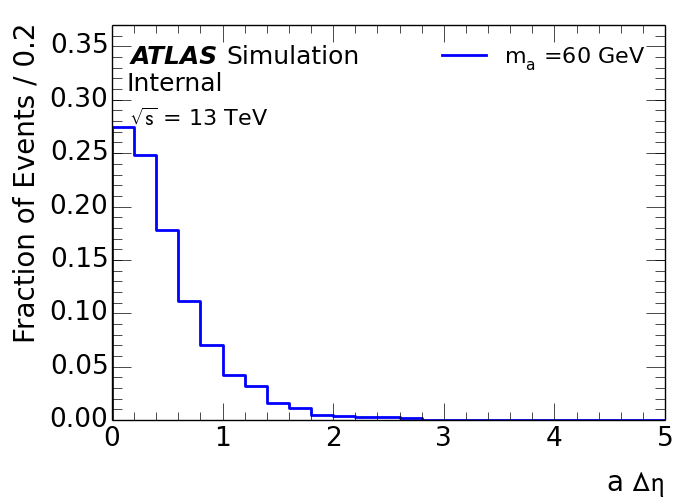 0.35
0.30
0.25
0.20
0.15
0.10
0.05
0.00
Fraction of Events / 0.2
ATLAS Simulation
Internal
√s = 13 TeV
mₐ =60 GeV
0 1 2 3 4 5
a Δη